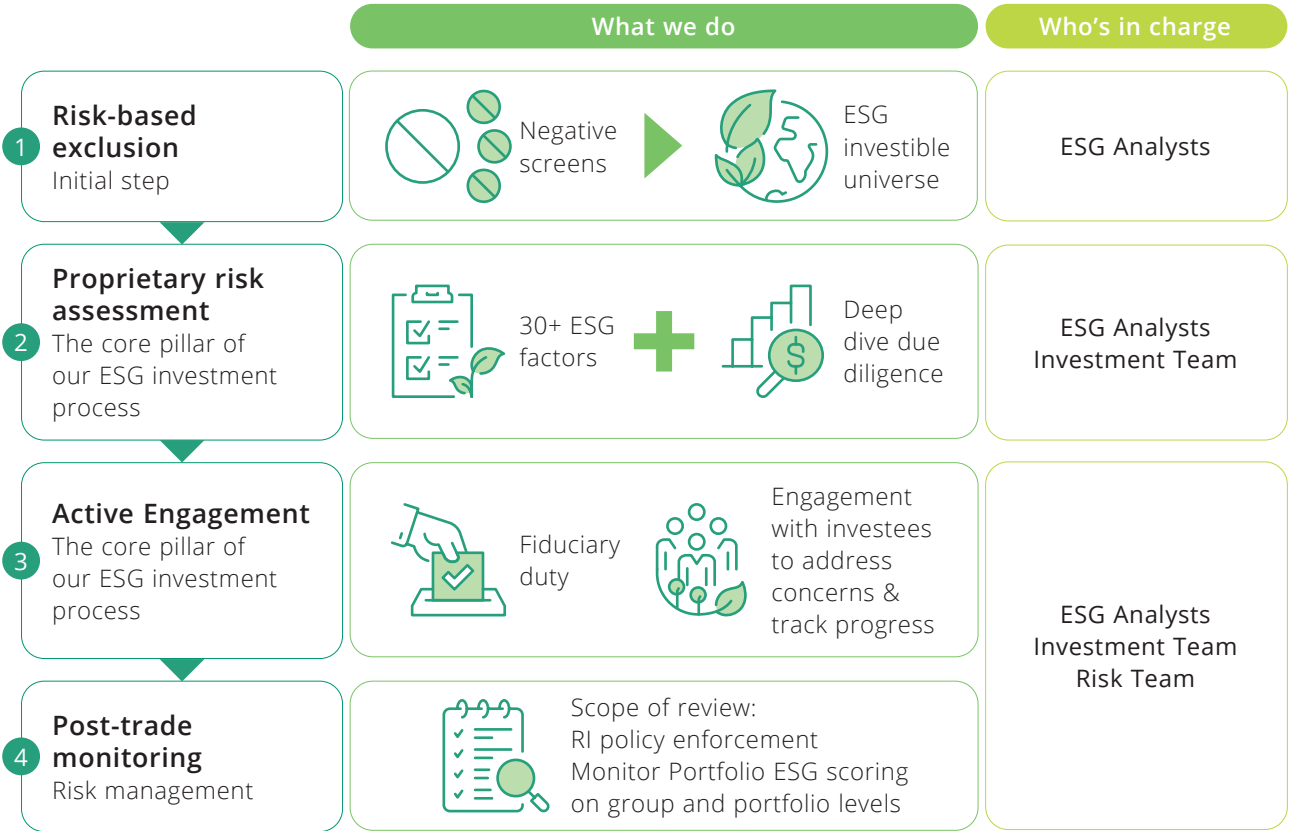 What we do
Who’s in charge
1
Risk-based
exclusion
Initial step
Negative
screens
ESG
investible
universe
ESG Analysts
2
Proprietary risk
assessment
The core pillar of
our ESG investment
process
30+ ESG
factors
$
Deep
dive due
diligence
ESG Analysts
Investment Team
3
Active Engagement
The core pillar of
our ESG investment
process
Fiduciary
duty
Engagement
with investees
to address
concerns &
track progress
ESG Analysts
Investment Team
Risk Team
4
Post-trade
monitoring
Risk management
Scope of review:
RI policy enforcement
Monitor Portfolio ESG scoring
on group and portfolio levels